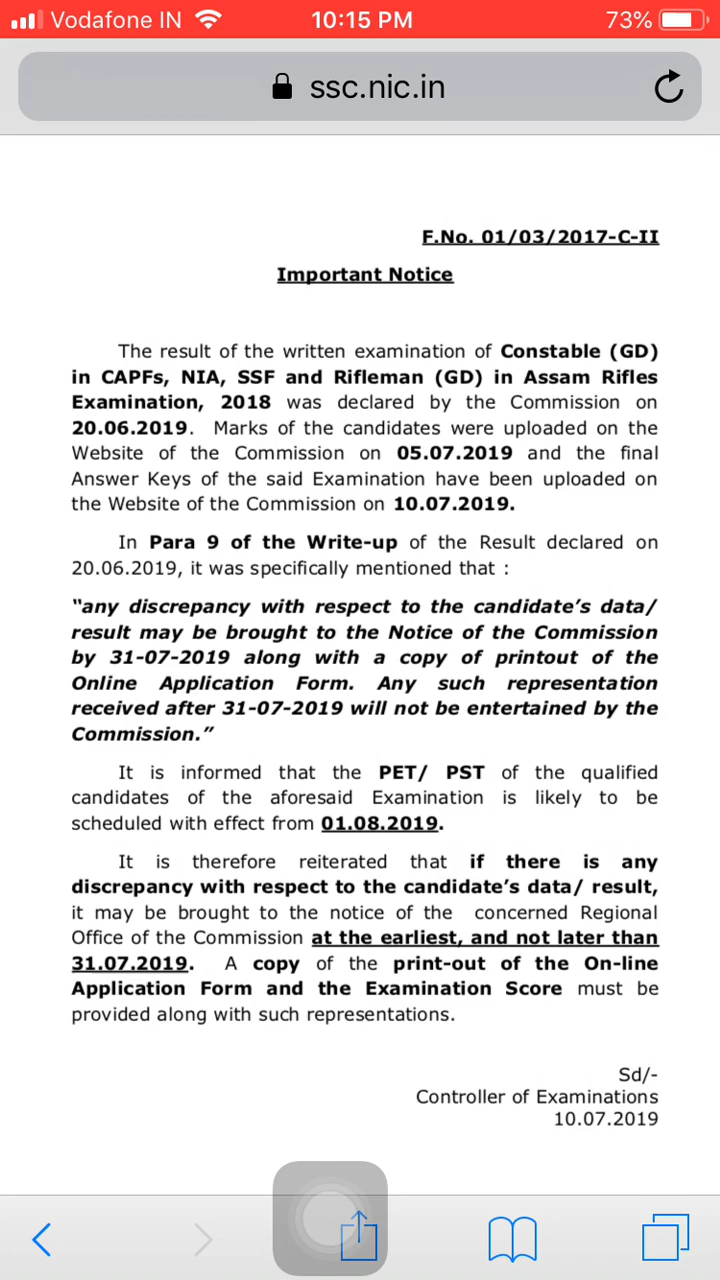 Vodafone IN 10:15 PM 73%
ssc.nic.in
F.No. 01/03/2017-C-II
Important Notice
The result of the written examination of Constable (GD)
in CAPFs, NIA, SSF and Rifleman (GD) in Assam Rifles
Examination, 2018 was declared by the Commission on
20.06.2019. Marks of the candidates were uploaded on the
Website of the Commission on 05.07.2019 and the final
Answer Keys of the said Examination have been uploaded on
the Website of the Commission on 10.07.2019.
In Para 9 of the Write-up of the Result declared on
20.06.2019, it was specifically mentioned that :
“any discrepancy with respect to the candidate’s data/
result may be brought to the Notice of the Commission
by 31-07-2019 along with a copy of printout of the
Online Application Form. Any such representation
received after 31-07-2019 will not be entertained by the
Commission.”
It is informed that the PET/ PST of the qualified
candidates of the aforesaid Examination is likely to be
scheduled with effect from 01.08.2019.
It is therefore reiterated that if there is any
discrepancy with respect to the candidate’s data/ result,
it may be brought to the notice of the concerned Regional
Office of the Commission at the earliest, and not later than
31.07.2019. A copy of the print-out of the On-line
Application Form and the Examination Score must be
provided along with such representations.
Sd/-
Controller of Examinations
10.07.2019